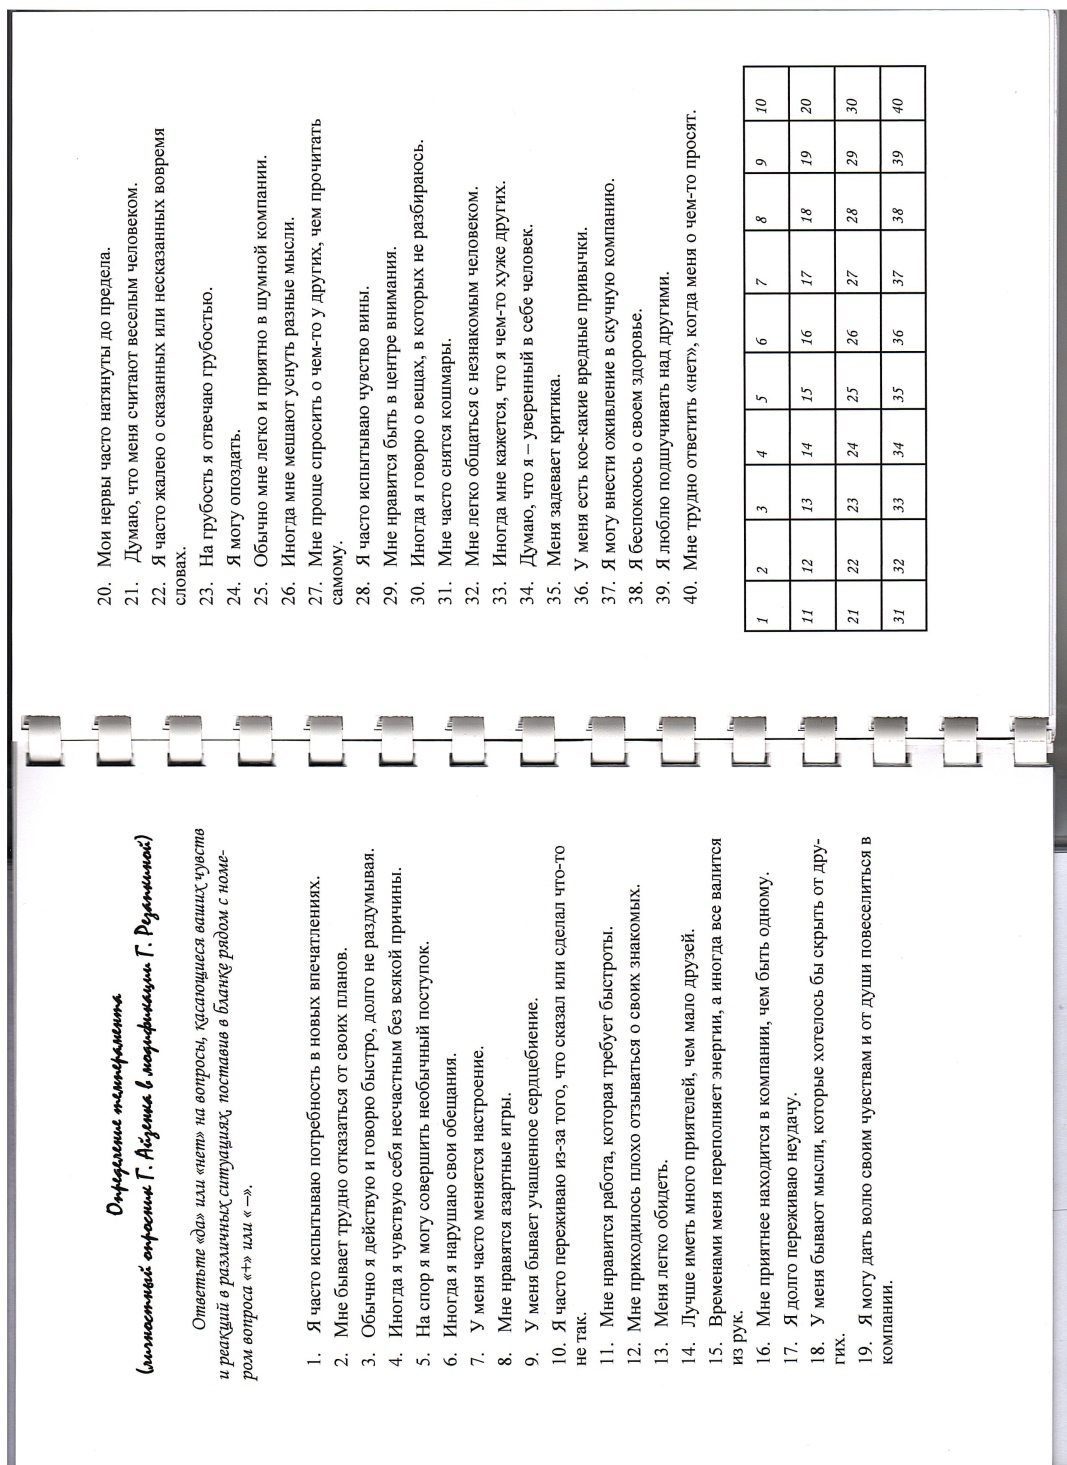 Определение темперамента
(личностный опросник Г. Айзенка в модификации Г. Резапкиной)
Ответьте «да» или «нет» на вопросы, касающиеся ваших чувств
и реакций в различных ситуациях, поставив в бланке рядом с номе-
ром вопроса «+» или « –».
1. Я часто испытываю потребность в новых впечатлениях.
2. Мне бывает трудно отказаться от своих планов.
3. Обычно я действую и говорю быстро, долго не раздумывая.
4. Иногда я чувствую себя несчастным без всякой причины.
5. На спор я могу совершить необычный поступок.
6. Иногда я нарушаю свои обещания.
7. У меня часто меняется настроение.
8. Мне нравятся азартные игры.
9. У меня бывает учащенное сердцебиение.
10. Я часто переживаю из-за того, что сказал или сделал что-то
не так.
11. Мне нравится работа, которая требует быстроты.
12. Мне приходилось плохо отзываться о своих знакомых.
13. Меня легко обидеть.
14. Лучше иметь много приятелей, чем мало друзей.
15. Временами меня переполняет энергии, а иногда все валится
из рук.
16. Мне приятнее находится в компании, чем быть одному.
17. Я долго переживаю неудачу.
18. У меня бывают мысли, которые хотелось бы скрыть от дру-
гих.
19. Я могу дать волю своим чувствам и от души повеселиться в
компании.
20. Мои нервы часто натянуты до предела.
21. Думаю, что меня считают веселым человеком.
22. Я часто жалею о сказанных или несказанных вовремя
словах.
23. На грубость я отвечаю грубостью.
24. Я могу опоздать.
25. Обычно мне легко и приятно в шумной компании.
26. Иногда мне мешают уснуть разные мысли.
27. Мне проще спросить о чем-то у других, чем прочитать
самому.
28. Я часто испытываю чувство вины.
29. Мне нравится быть в центре внимания.
30. Иногда я говорю о вещах, в которых не разбираюсь.
31. Мне часто снятся кошмары.
32. Мне легко общаться с незнакомым человеком.
33. Иногда мне кажется, что я чем-то хуже других.
34. Думаю, что я – уверенный в себе человек.
35. Меня задевает критика.
36. У меня есть кое-какие вредные привычки.
37. Я могу внести оживление в скучную компанию.
38. Я беспокоюсь о своем здоровье.
39. Я люблю подшучивать над другими.
40. Мне трудно ответить «нет», когда меня о чем-то просят.
1 2 3 4 5 6 7 8 9 10
11 12 13 14 15 16 17 18 19 20
21 22 23 24 25 26 27 28 29 30
31 32 33 34 35 36 37 38 39 40